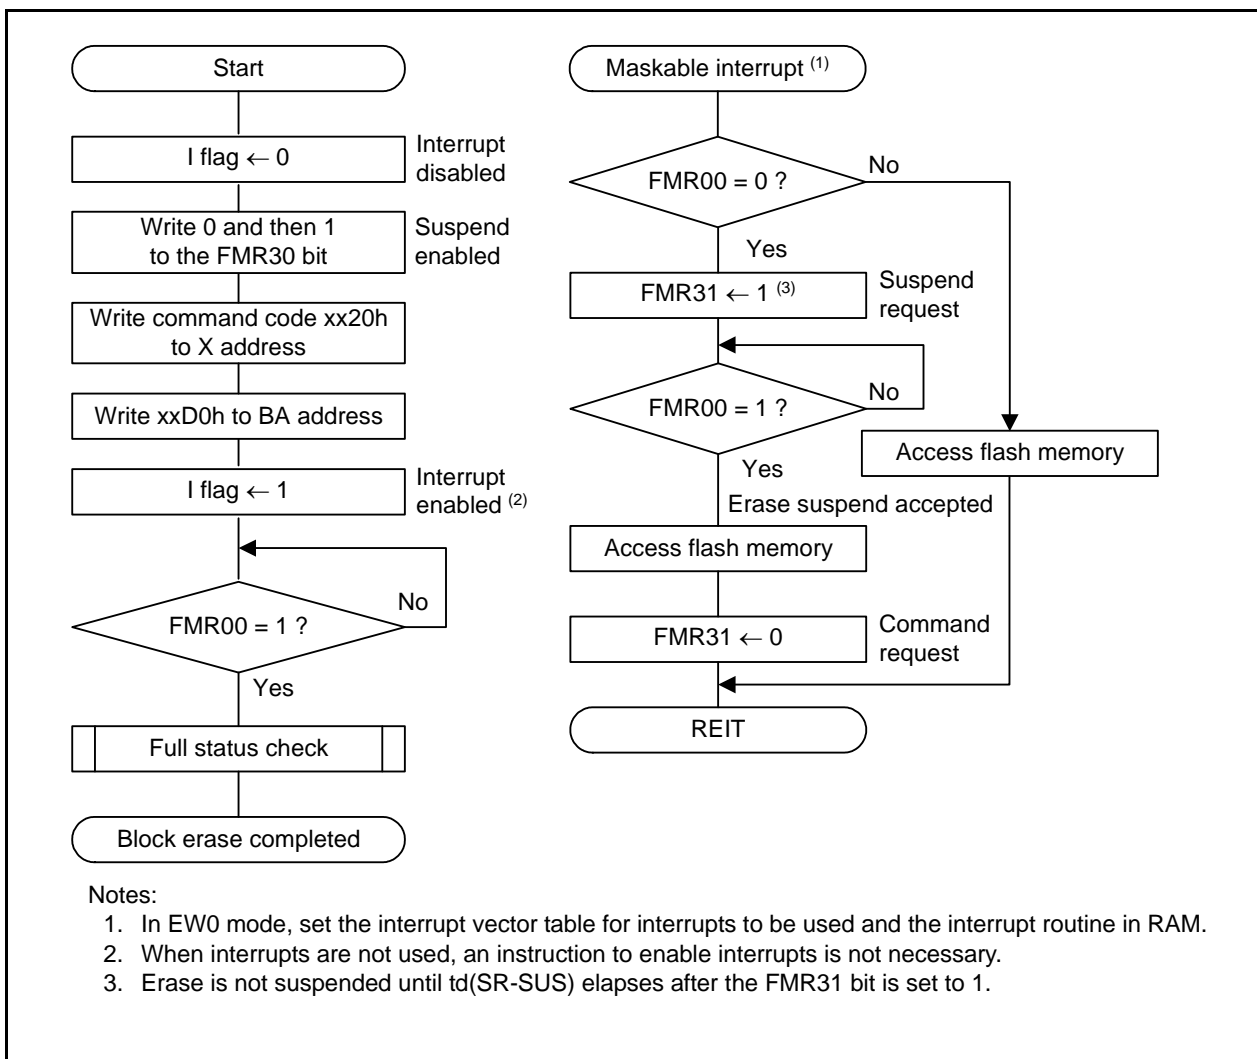 Start
I flag ← 0
Interrupt
disabled
Write 0 and then 1
to the FMR30 bit
Suspend
enabled
Write command code xx20h
to X address
Write xxD0h to BA address
I flag ← 1
Interrupt
enabled (2)
FMR00 = 1 ?
No
Yes
Full status check
Block erase completed
Maskable interrupt (1)
FMR00 = 0 ?
No
Yes
FMR31 ← 1 (3)
Suspend
request
FMR00 = 1 ?
No
Yes
Erase suspend accepted
Access flash memory
Access flash memory
FMR31 ← 0
Command
request
REIT
Notes:
1. In EW0 mode, set the interrupt vector table for interrupts to be used and the interrupt routine in RAM.
2. When interrupts are not used, an instruction to enable interrupts is not necessary.
3. Erase is not suspended until td(SR-SUS) elapses after the FMR31 bit is set to 1.